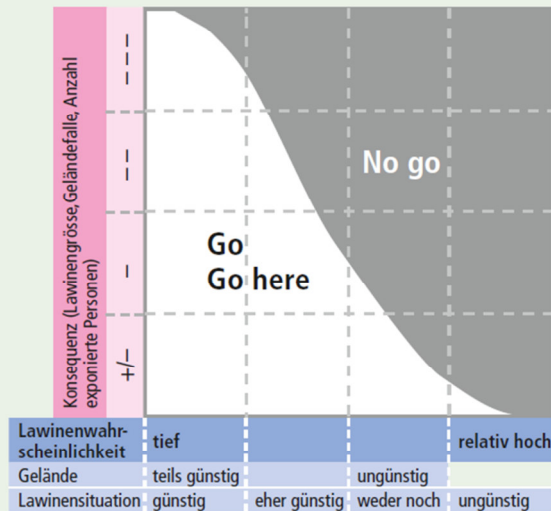 Konsequenz (Lawinengrösse, Geländefalle, Anzahl
exponierte Personen)
– – –
– –
–
+/–
No go
Go
Go here
Lawinenwahr-
scheinlichkeit
tief
relativ hoch
Gelände
teils günstig
ungünstig
Lawinensituation
günstig
eher günstig
weder noch
ungünstig